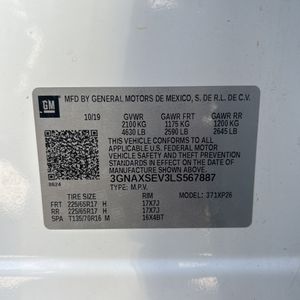 GM
MFD BY GENERAL MOTORS DE MEXICO, S. DE R.L. DE C.V.
10/19 GVWR GAWR FRT GAWR RR
2100 KG 1175 KG 1200 KG
4630 LB 2590 LB 2645 LB
THIS VEHICLE CONFORMS TO ALL APPLICABLE U.S. FEDERAL
MOTOR VEHICLE SAFETY, BUMPER, AND THEFT PREVENTION
STANDARDS IN EFFECT ON THE DATE OF MANUFACTURE SHOWN ABOVE.
3GNAXSEV3LS567887
8624 TYPE: M.P.V. MODEL: 371XP26
TIRE SIZE RIM
FRT 225/65R17 H 17X7J
RR 225/65R17 H 17X7J
SPA T135/70R16 M 16X4BT